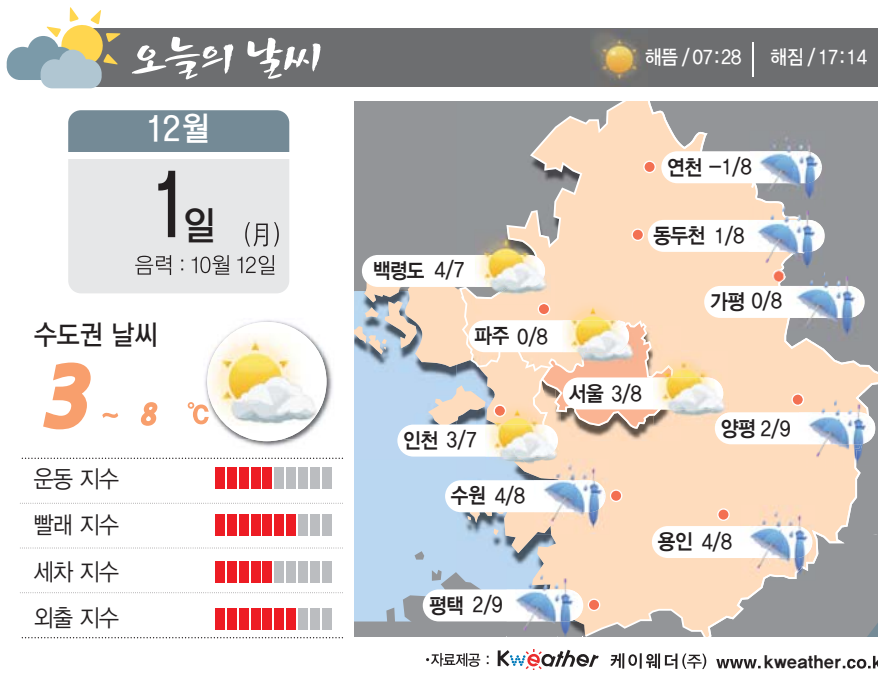 오늘의 날씨
해뜸 / 07:28 | 해짐 / 17:14
12월
1일 (月)
음력 : 10월 12일
수도권 날씨
3 ~ 8 ℃
운동 지수
빨래 지수
세차 지수
외출 지수
연천 -1/8
동두천 1/8
백령도 4/7
가평 0/8
파주 0/8
서울 3/8
양평 2/9
인천 3/7
수원 4/8
용인 4/8
평택 2/9
·자료제공 : Kweather 케이웨더(주) www.kweather.co.k